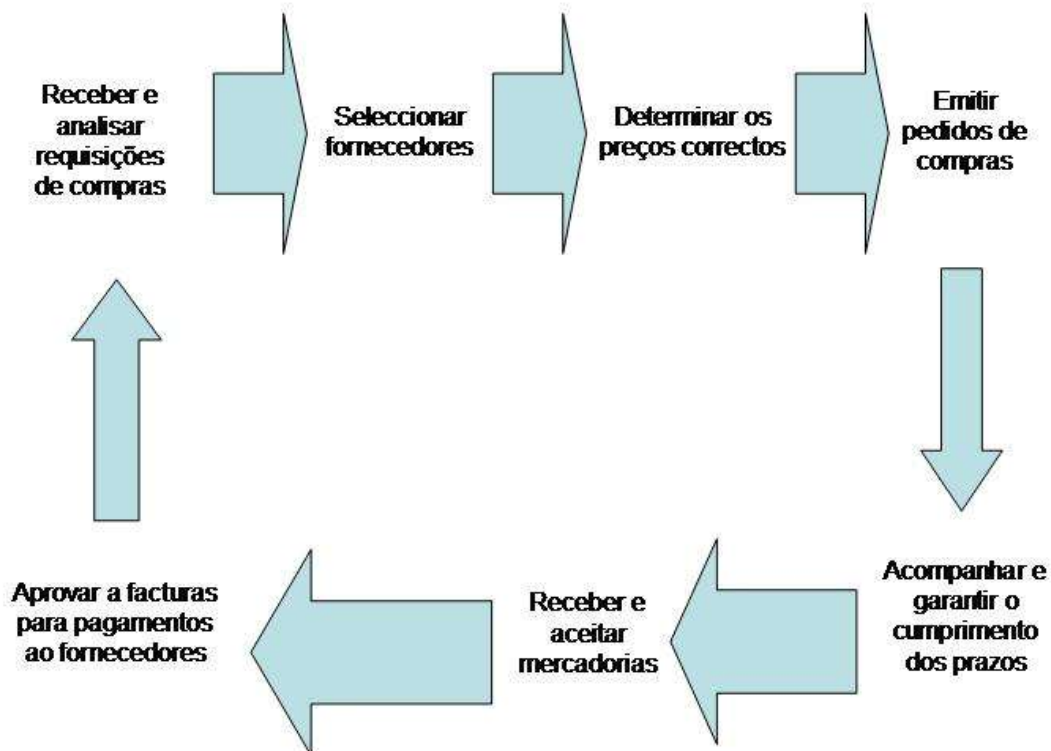 Receber e
analisar
requisições
de compras
Seleccionar
fornecedores
Determinar os
preços correctos
Emitir
pedidos de
compras
Acompanhar e
garantir o
cumprimento
dos prazos
Receber e
aceitar
mercadorias
Aprovar a facturas
para pagamentos
ao fornecedores